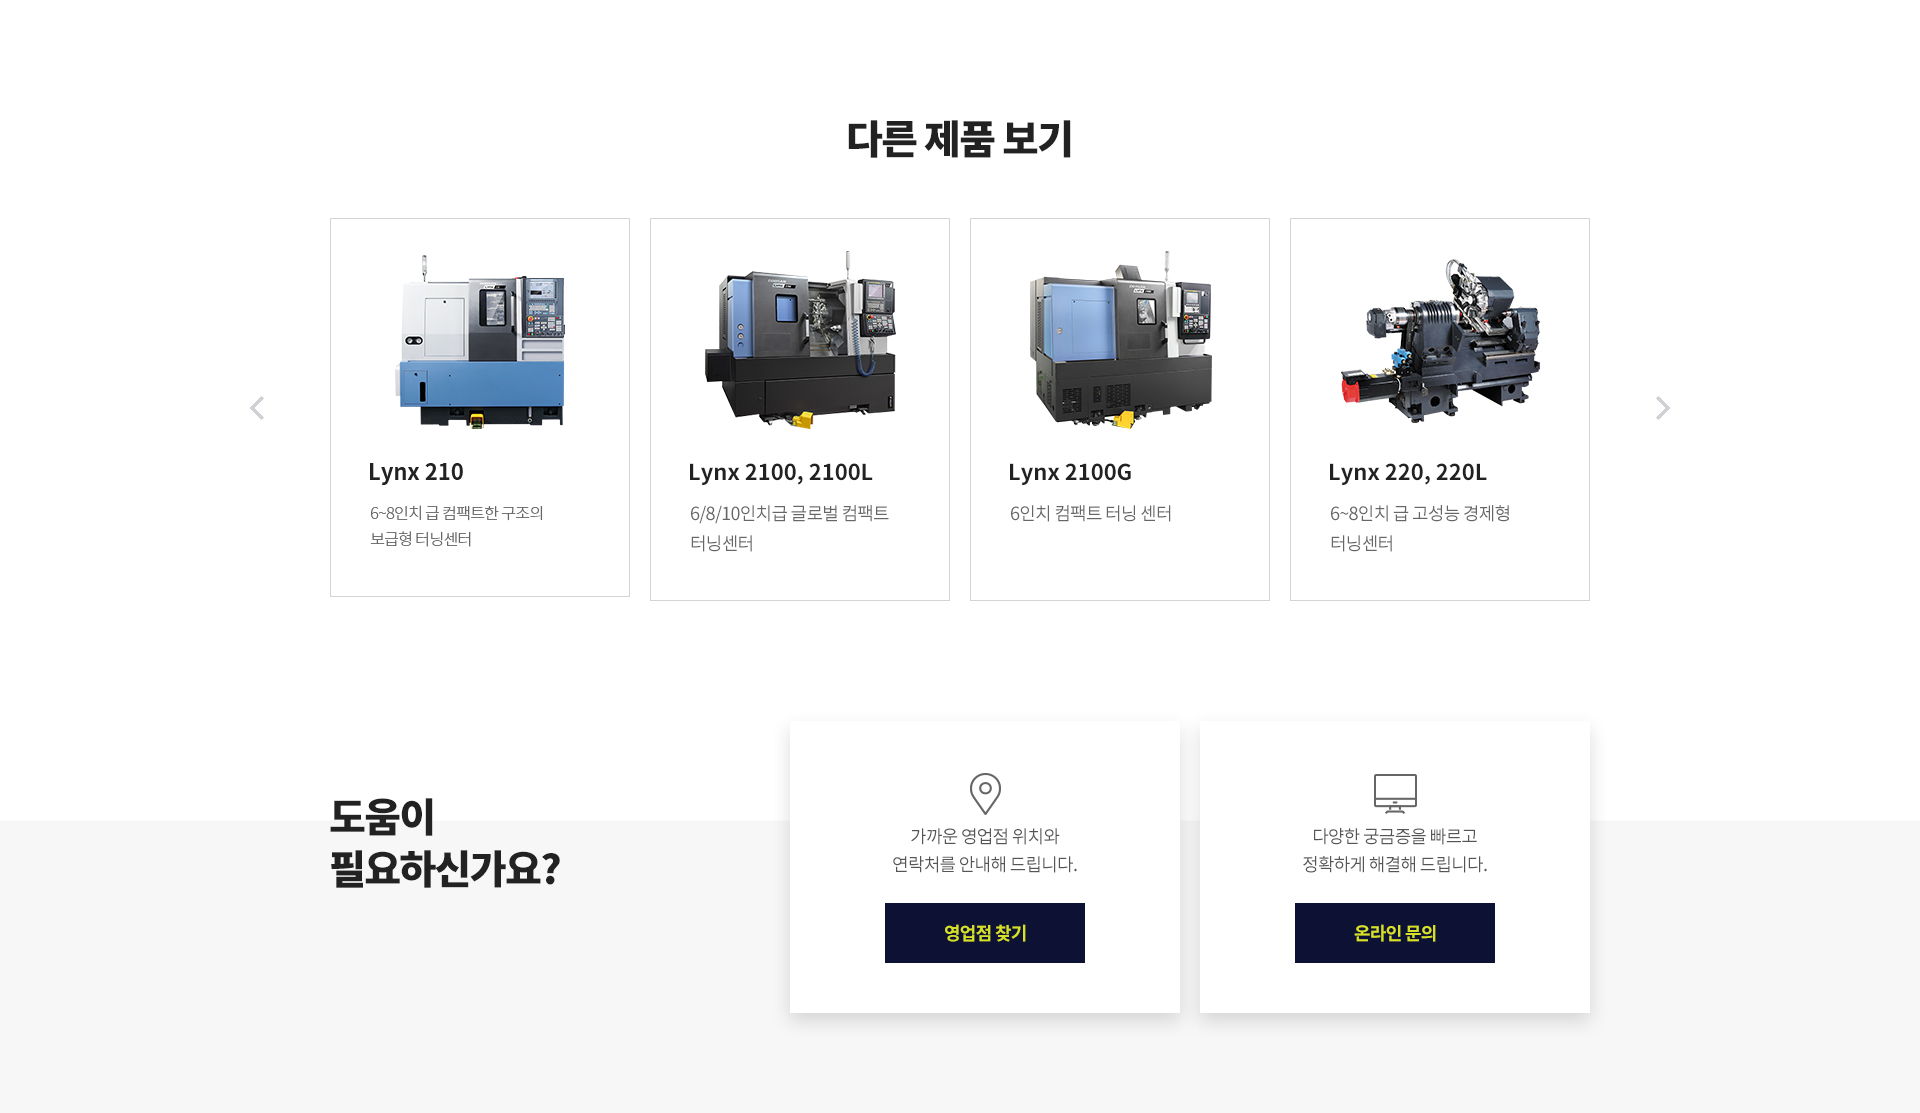 다른 제품 보기
Lynx 210
6~8인치 급 컴팩트한 구조의
보급형 터닝센터
Lynx 2100, 2100L
6/8/10인치급 글로벌 컴팩트
터닝센터
Lynx 2100G
6인치 컴팩트 터닝 센터
Lynx 220, 220L
6~8인치 급 고성능 경제형
터닝센터
도움이
필요하신가요?
가까운 영업점 위치와
연락처를 안내해 드립니다.
영업점 찾기
다양한 궁금증을 빠르고
정확하게 해결해 드립니다.
온라인 문의